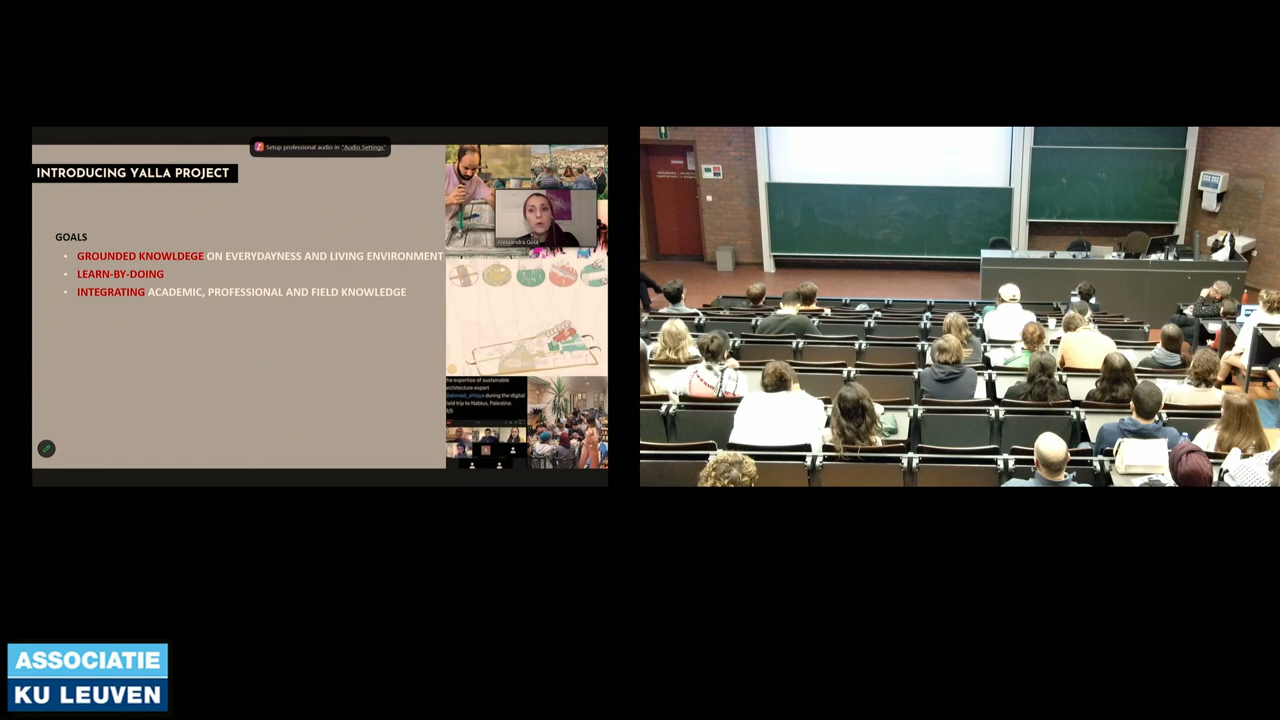 Setup professional audio in "Audio Settings"
INTRODUCING YALLA PROJECT
GOALS
• GROUNDED KNOWLDEGE ON EVERYDAYNESS AND LIVING ENVIRONMENT
• LEARN-BY-DOING
• INTEGRATING ACADEMIC, PROFESSIONAL AND FIELD KNOWLEDGE
Alessandra Gola
the expertise of sustainable
architecture expert
during the digital
field trip to Nablus, Palestine.
ASSOCIATIE
KU LEUVEN